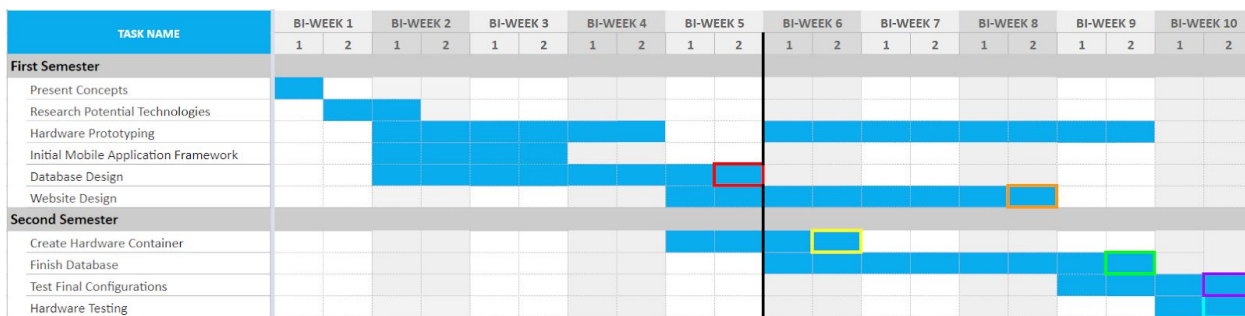 TASK NAME
BI-WEEK 1 BI-WEEK 2 BI-WEEK 3 BI-WEEK 4 BI-WEEK 5 BI-WEEK 6 BI-WEEK 7 BI-WEEK 8 BI-WEEK 9 BI-WEEK 10
1 2 1 2 1 2 1 2 1 2 1 2 1 2 1 2 1 2 1 2
First Semester
Present Concepts
Research Potential Technologies
Hardware Prototyping
Initial Mobile Application Framework
Database Design
Website Design
Second Semester
Create Hardware Container
Finish Database
Test Final Configurations
Hardware Testing